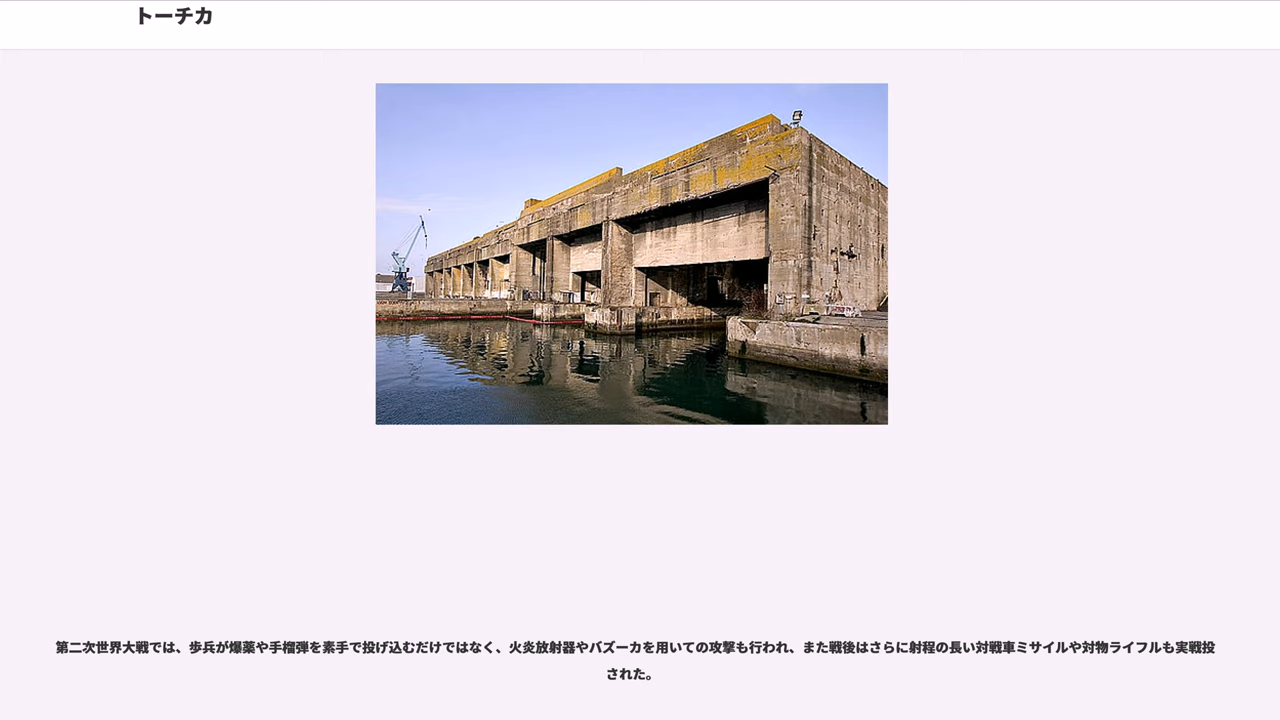 トーチカ
第二次世界大戦では、歩兵が爆薬や手榴弾を素手で投げ込むだけではなく、火炎放射器やバズーカを用いての攻撃も行われ、また戦後はさらに射程の長い対戦車ミサイルや対物ライフルも実戦投
された。